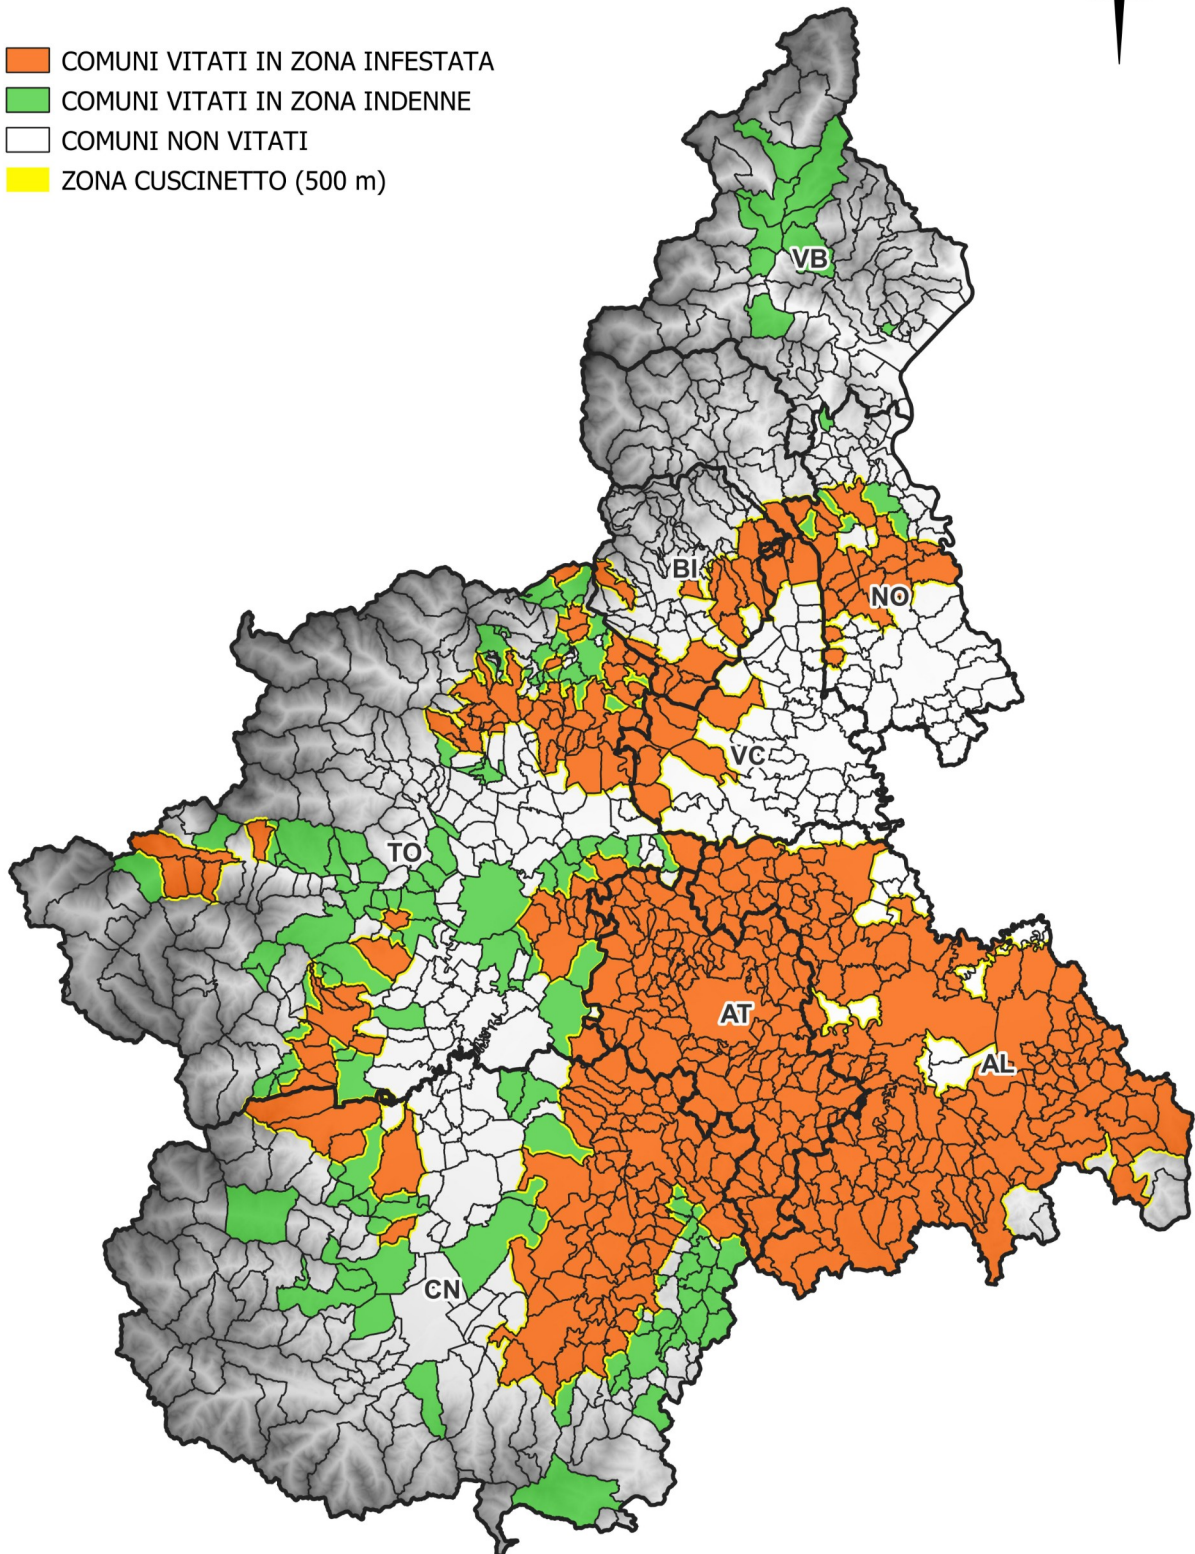 COMUNI VITATI IN ZONA INFESTATA
COMUNI VITATI IN ZONA INDENNE
COMUNI NON VITATI
ZONA CUSCINETTO (500 m)
VB
BI
NO
VC
TO
AT
AL
CN